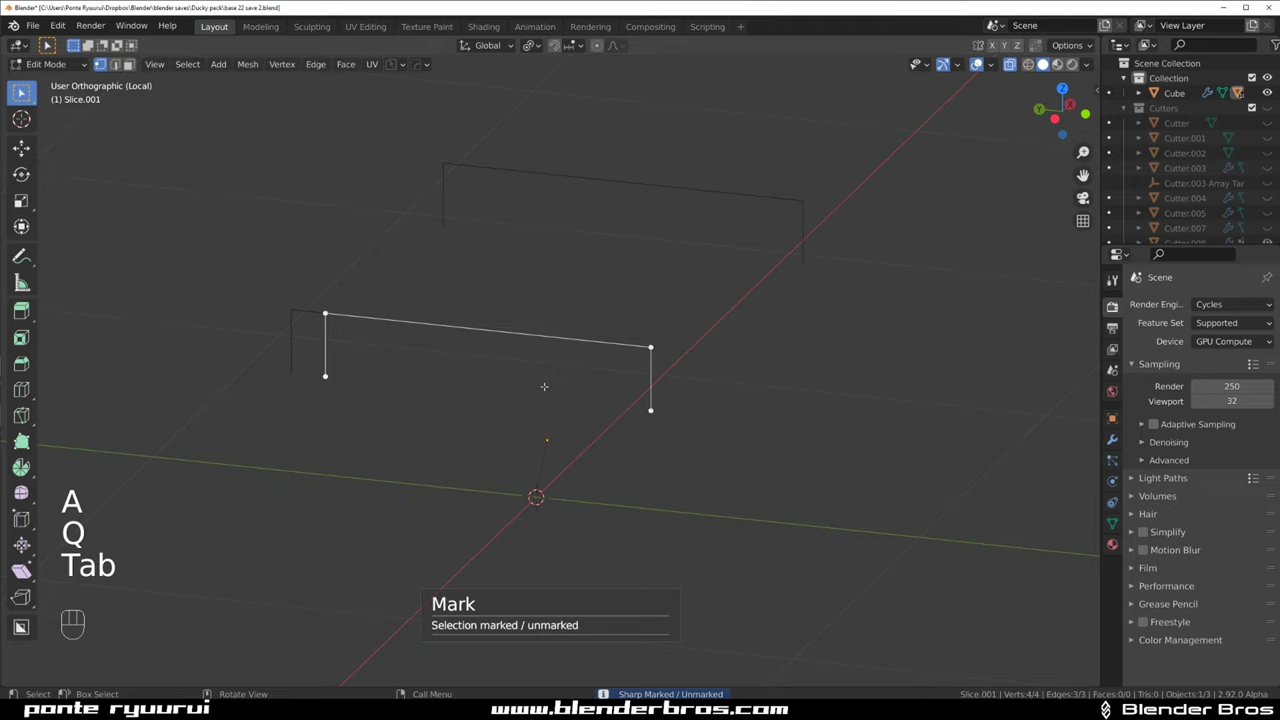 Blender* [C:\Users\Ponte Ryuurui\Dropbox\Blender\blender saves\Ducky pack\base 22 save 2.blend]
File Edit Render Window Help Layout Modeling Sculpting UV Editing Texture Paint Shading Animation Rendering Compositing Scripting + Scene View Layer
Global X Y Z Options
Edit Mode View Select Add Mesh Vertex Edge Face UV
User Orthographic (Local)
(1) Slice.001
Z
X
Y
Scene Collection
Collection
Cube
Cutters
Cutter
Cutter.001
Cutter.002
Cutter.003
Cutter.003 Array Tar
Cutter.004
Cutter.005
Cutter.007
Scene
Render Engi.. Cycles
Feature Set Supported
Device GPU Compute
Sampling
Render 250
Viewport 32
Adaptive Sampling
Denoising
Advanced
Light Paths
Volumes
Hair
Simplify
Motion Blur
Film
Performance
Grease Pencil
Freestyle
Color Management
A
Q
Tab
Mark
Selection marked / unmarked
Select Box Select Rotate View Call Menu Sharp Marked / Unmarked Slice.001 | Verts:4/4 | Edges:3/3 | Faces:0/0 | Tris:0 | Objects:1/3 | 2.92.0 Alpha
ponte ryuurui www.blenderbros.com Blender Bros